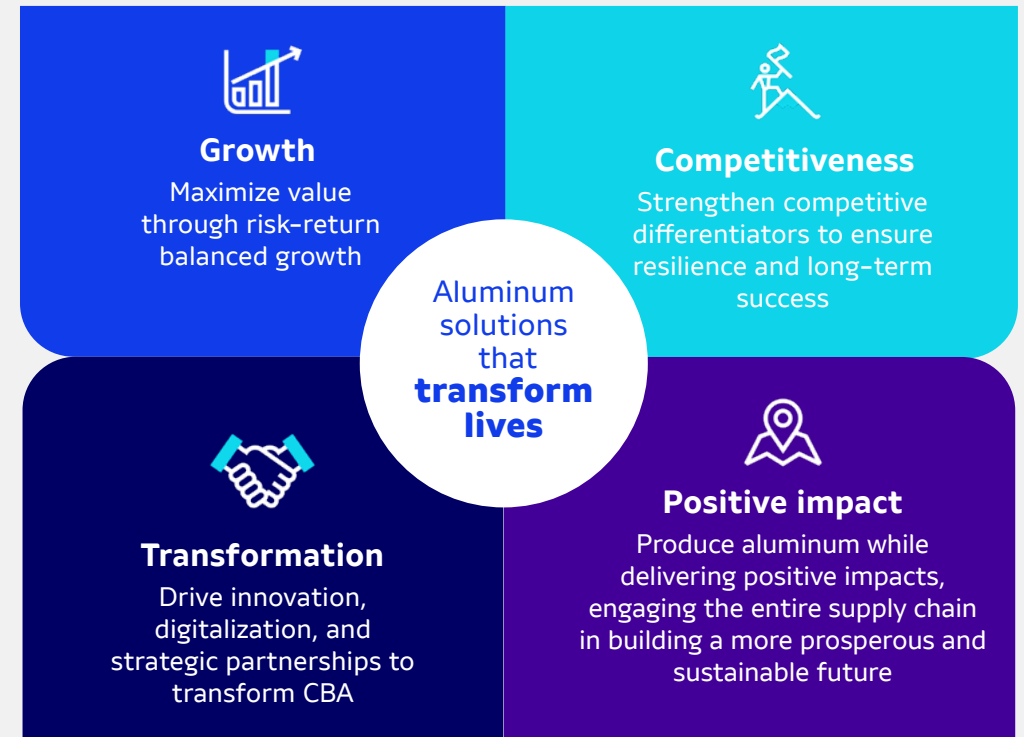 Growth
Maximize value
through risk-return
balanced growth
Competitiveness
Strengthen competitive
differentiators to ensure
resilience and long-term
success
Aluminum
solutions
that
transform
lives
Transformation
Drive innovation,
digitalization, and
strategic partnerships to
transform CBA
Positive impact
Produce aluminum while
delivering positive impacts,
engaging the entire supply chain
in building a more prosperous and
sustainable future